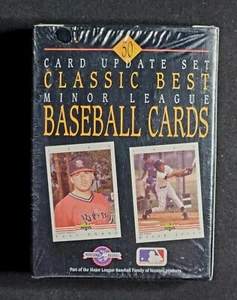 50
CARD UPDATE SET
CLASSIC BEST
MINOR LEAGUE
BASEBALL CARDS
Part of the Major League Baseball Family of Licensed Products